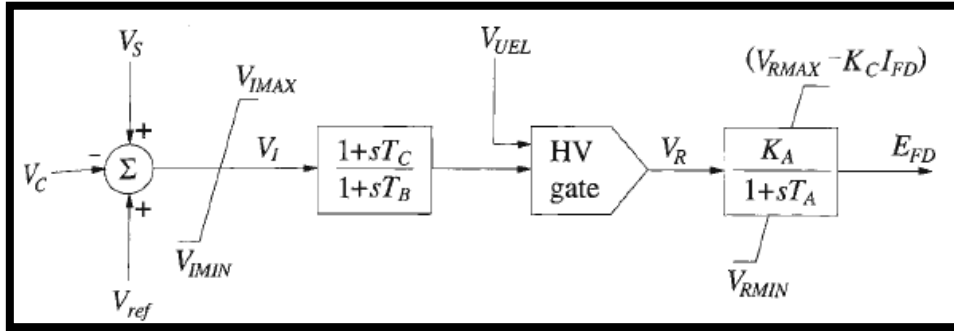 V_S
V_UEL
(V_RMAX - K_C I_FD)
V_IMAX
V_C
Σ
V_I
1+sT_C
1+sT_B
HV
gate
V_R
K_A
1+sT_A
E_FD
V_IMIN
V_RMIN
V_ref
+
−
+